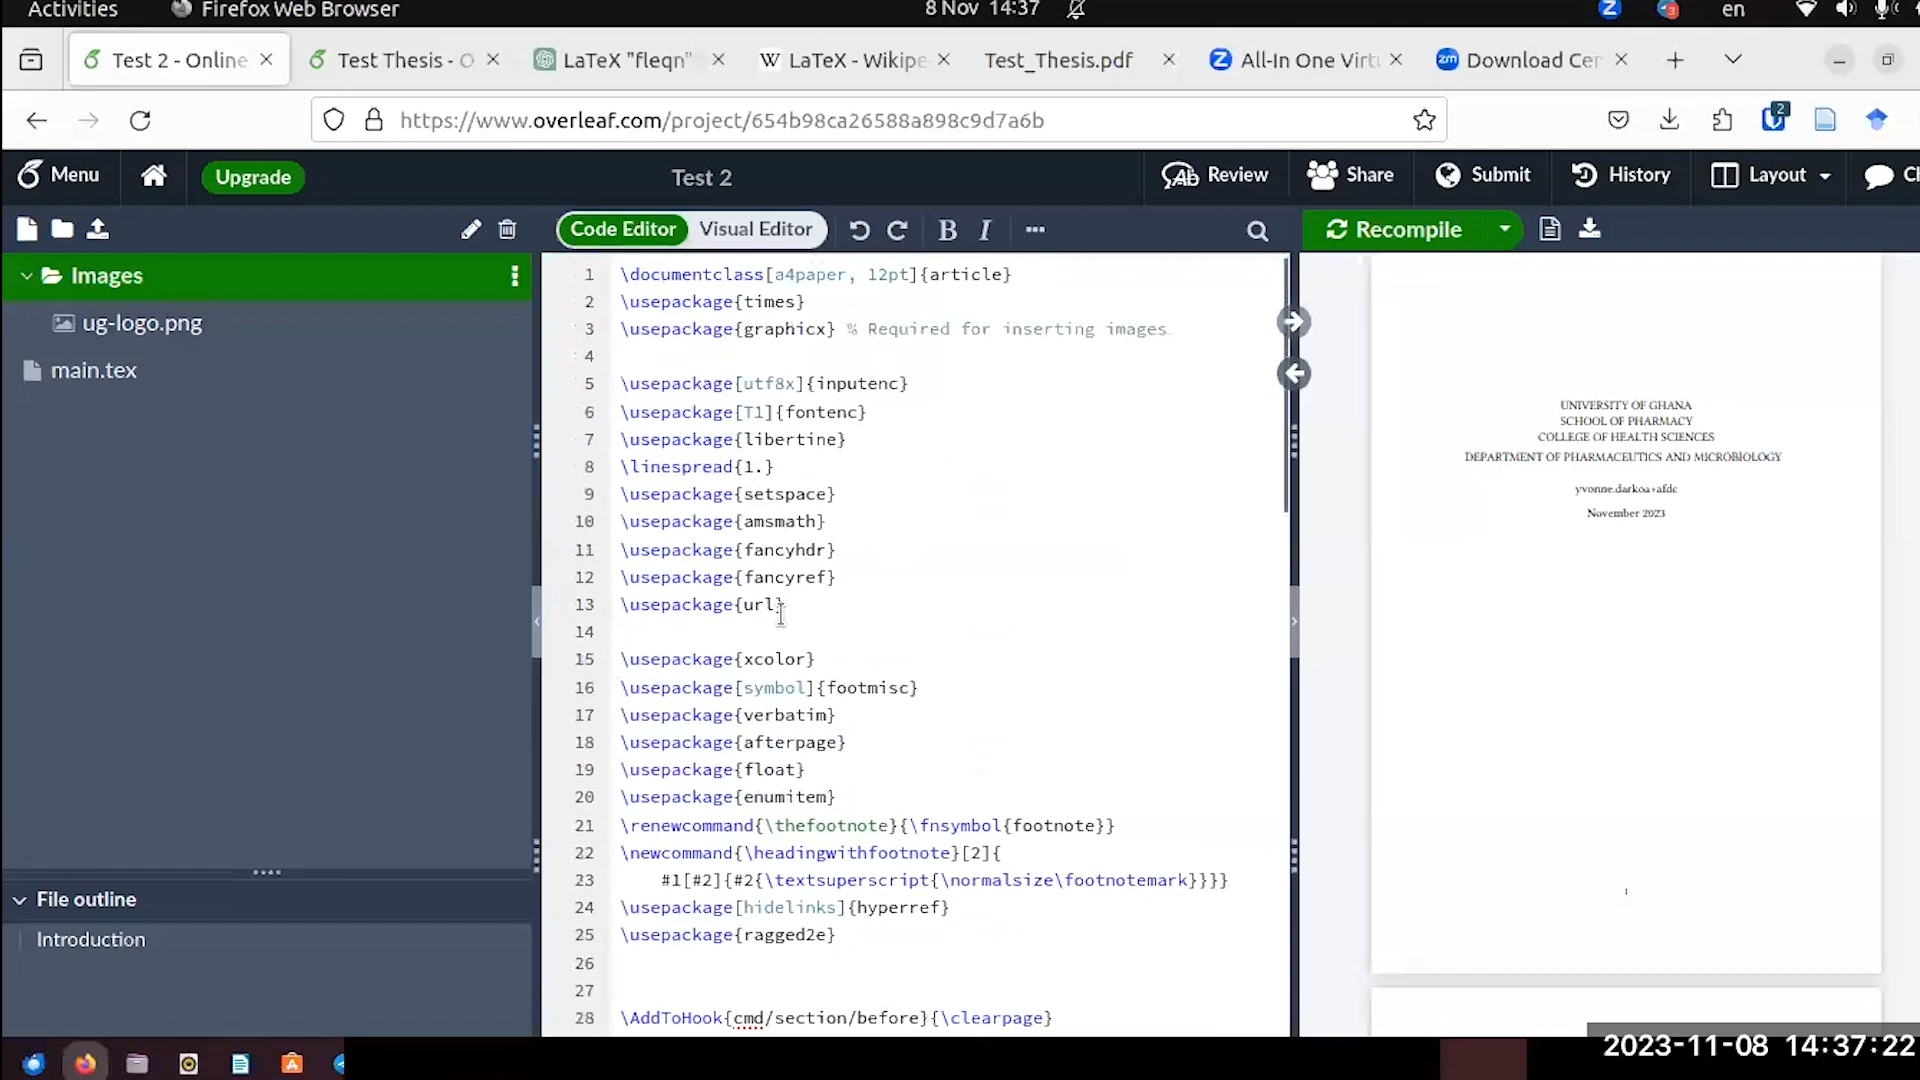 Activities Firefox Web Browser 8 Nov 14:37 en
Test 2 - Online Test Thesis - O LaTeX "fleqn" LaTeX - Wikipe Test_Thesis.pdf All-In One Virtu zm Download Cen
https://www.overleaf.com/project/654b98ca26588a898c9d7a6b 2
Menu Upgrade Test 2 Review Share Submit History Layout Ch
Code Editor Visual Editor B I Recompile
Images
ug-logo.png
main.tex
File outline
Introduction
1 \documentclass[a4paper, 12pt]{article}
2 \usepackage{times}
3 \usepackage{graphicx} % Required for inserting images
4
5 \usepackage[utf8x]{inputenc}
6 \usepackage[T1]{fontenc}
7 \usepackage{libertine}
8 \linespread{1.}
9 \usepackage{setspace}
10 \usepackage{amsmath}
11 \usepackage{fancyhdr}
12 \usepackage{fancyref}
13 \usepackage{url}
14
15 \usepackage{xcolor}
16 \usepackage[symbol]{footmisc}
17 \usepackage{verbatim}
18 \usepackage{afterpage}
19 \usepackage{float}
20 \usepackage{enumitem}
21 \renewcommand{\thefootnote}{\fnsymbol{footnote}}
22 \newcommand{\headingwithfootnote}[2]{
23 #1[#2]{#2{\textsuperscript{\normalsize\footnotemark}}}}
24 \usepackage[hidelinks]{hyperref}
25 \usepackage{ragged2e}
26
27
28 \AddToHook{cmd/section/before}{\clearpage}
UNIVERSITY OF GHANA
SCHOOL OF PHARMACY
COLLEGE OF HEALTH SCIENCES
DEPARTMENT OF PHARMACEUTICS AND MICROBIOLOGY
yvonne.darkoa+afdc
November 2023
1
2023-11-08 14:37:22